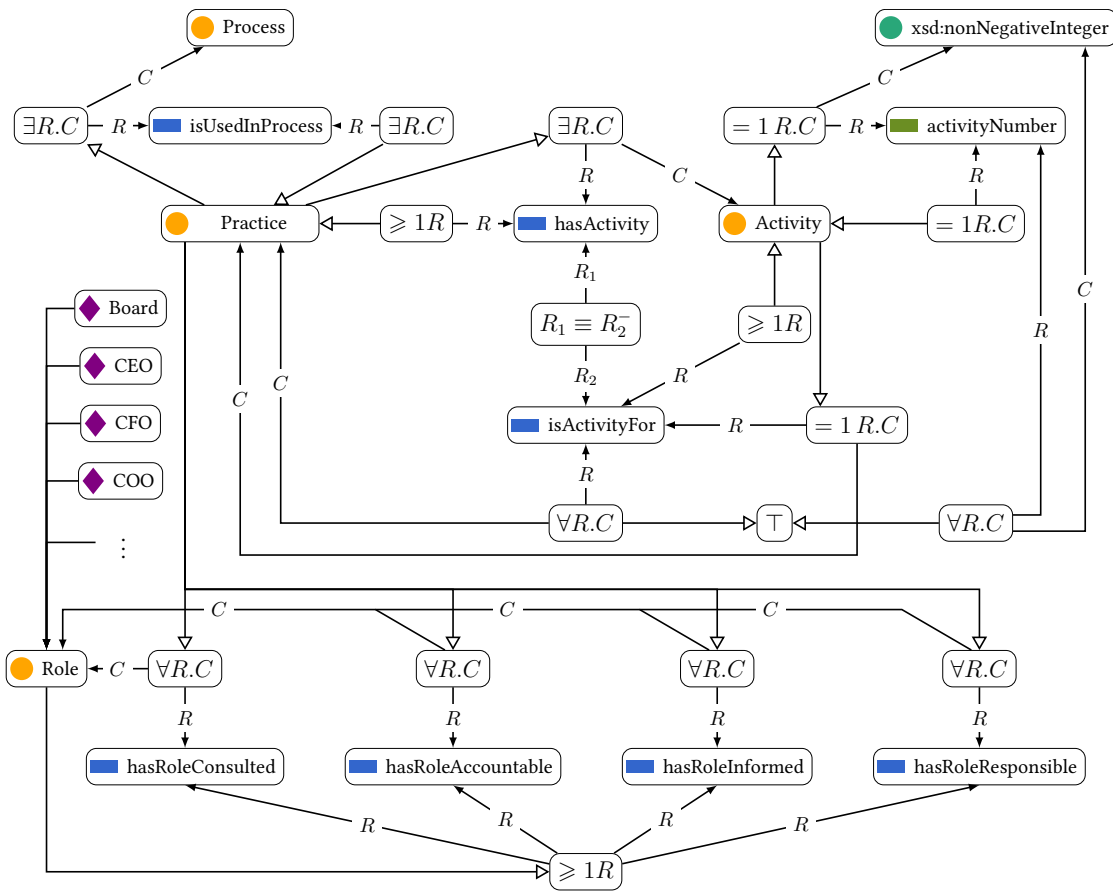 Process
xsd:nonNegativeInteger
C
C
∃R.C
R
isUsedInProcess
R
∃R.C
∃R.C
= 1 R.C
R
activityNumber
R
C
R
Practice
⩾ 1R
R
hasActivity
Activity
= 1R.C
R₁
C
Board
R₁ ≡ R₂⁻
⩾ 1R
R
CEO
C
C
R₂
R
CFO
isActivityFor
R
= 1 R.C
COO
R
∀R.C
⊤
∀R.C
⋮
C
C
C
Role
C
∀R.C
∀R.C
∀R.C
∀R.C
R
R
R
R
hasRoleConsulted
hasRoleAccountable
hasRoleInformed
hasRoleResponsible
R
R
R
R
⩾ 1R